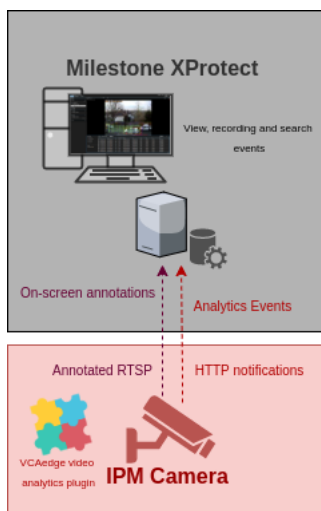 Milestone XProtect
View, recording and search
events
On-screen annotations
Analytics Events
Annotated RTSP
HTTP notifications
VCAedge video
analytics plugin
IPM Camera